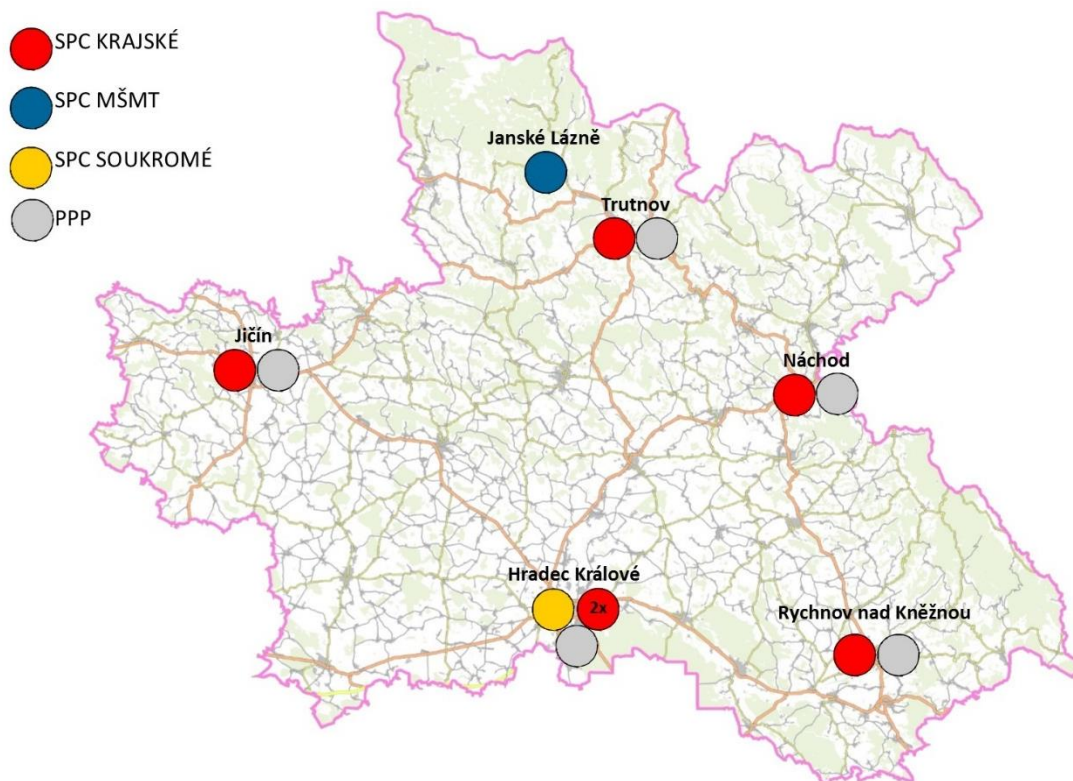 SPC KRAJSKÉ
SPC MŠMT
SPC SOUKROMÉ
PPP
Janské Lázně
Trutnov
Jičín
Náchod
Hradec Králové
2x
Rychnov nad Kněžnou